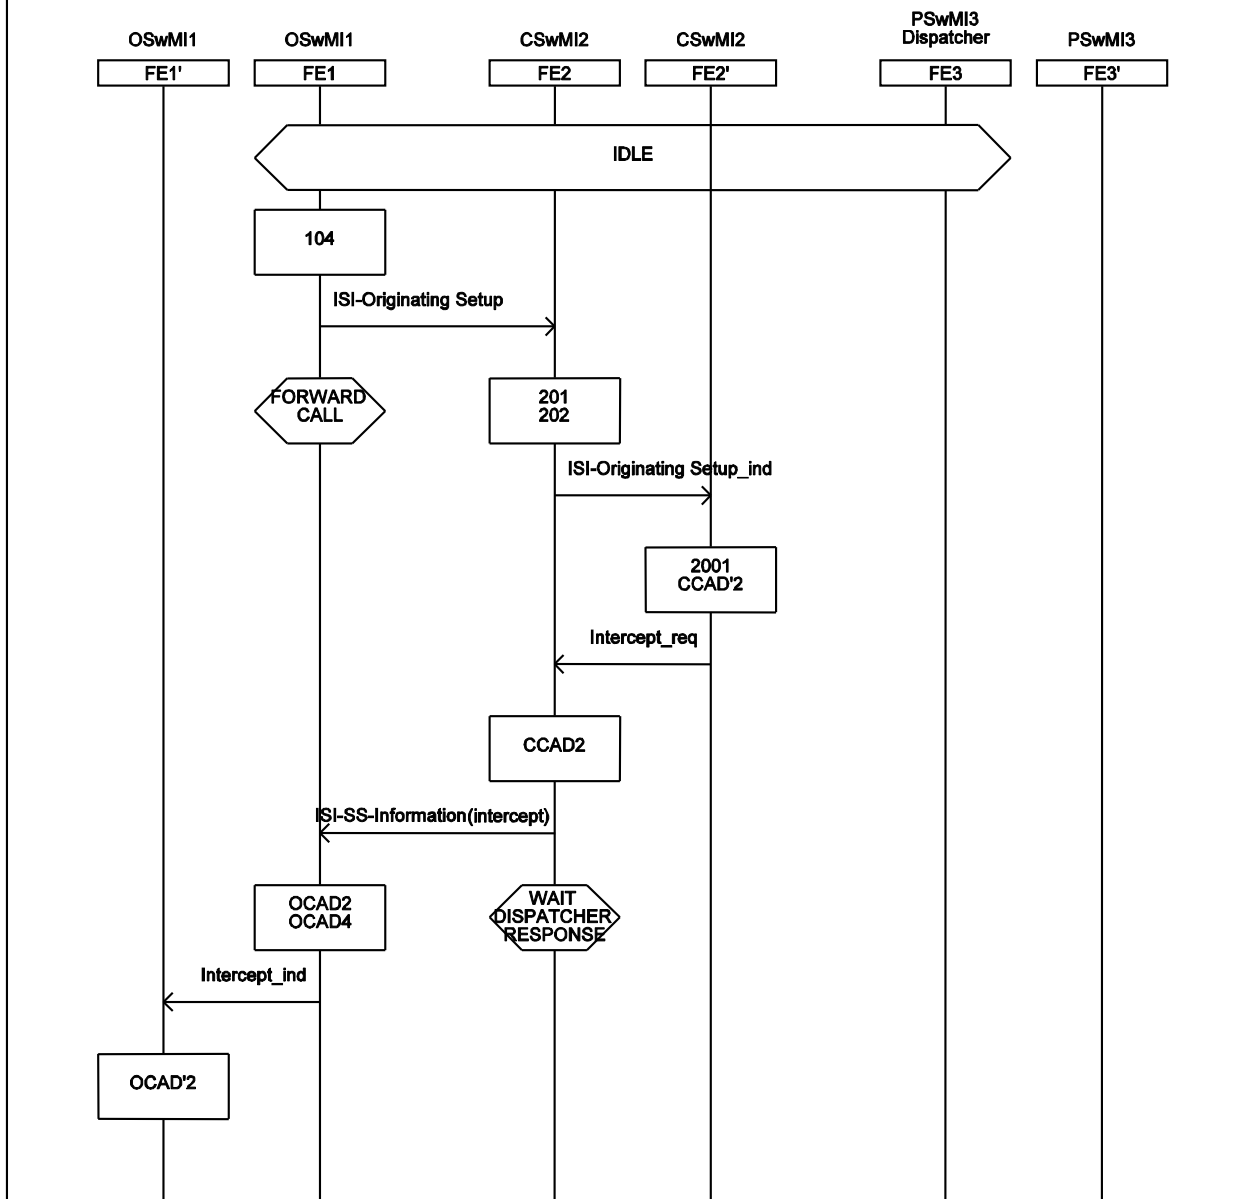 PSwMI3
OSwMI1 OSwMI1 CSwMI2 CSwMI2 Dispatcher PSwMI3
FE1' FE1 FE2 FE2' FE3 FE3'
IDLE
104
ISI-Originating Setup
FORWARD
CALL
201
202
ISI-Originating Setup_ind
2001
CCAD'2
Intercept_req
CCAD2
ISI-SS-Information(intercept)
OCAD2
OCAD4
WAIT
DISPATCHER
RESPONSE
Intercept_ind
OCAD'2